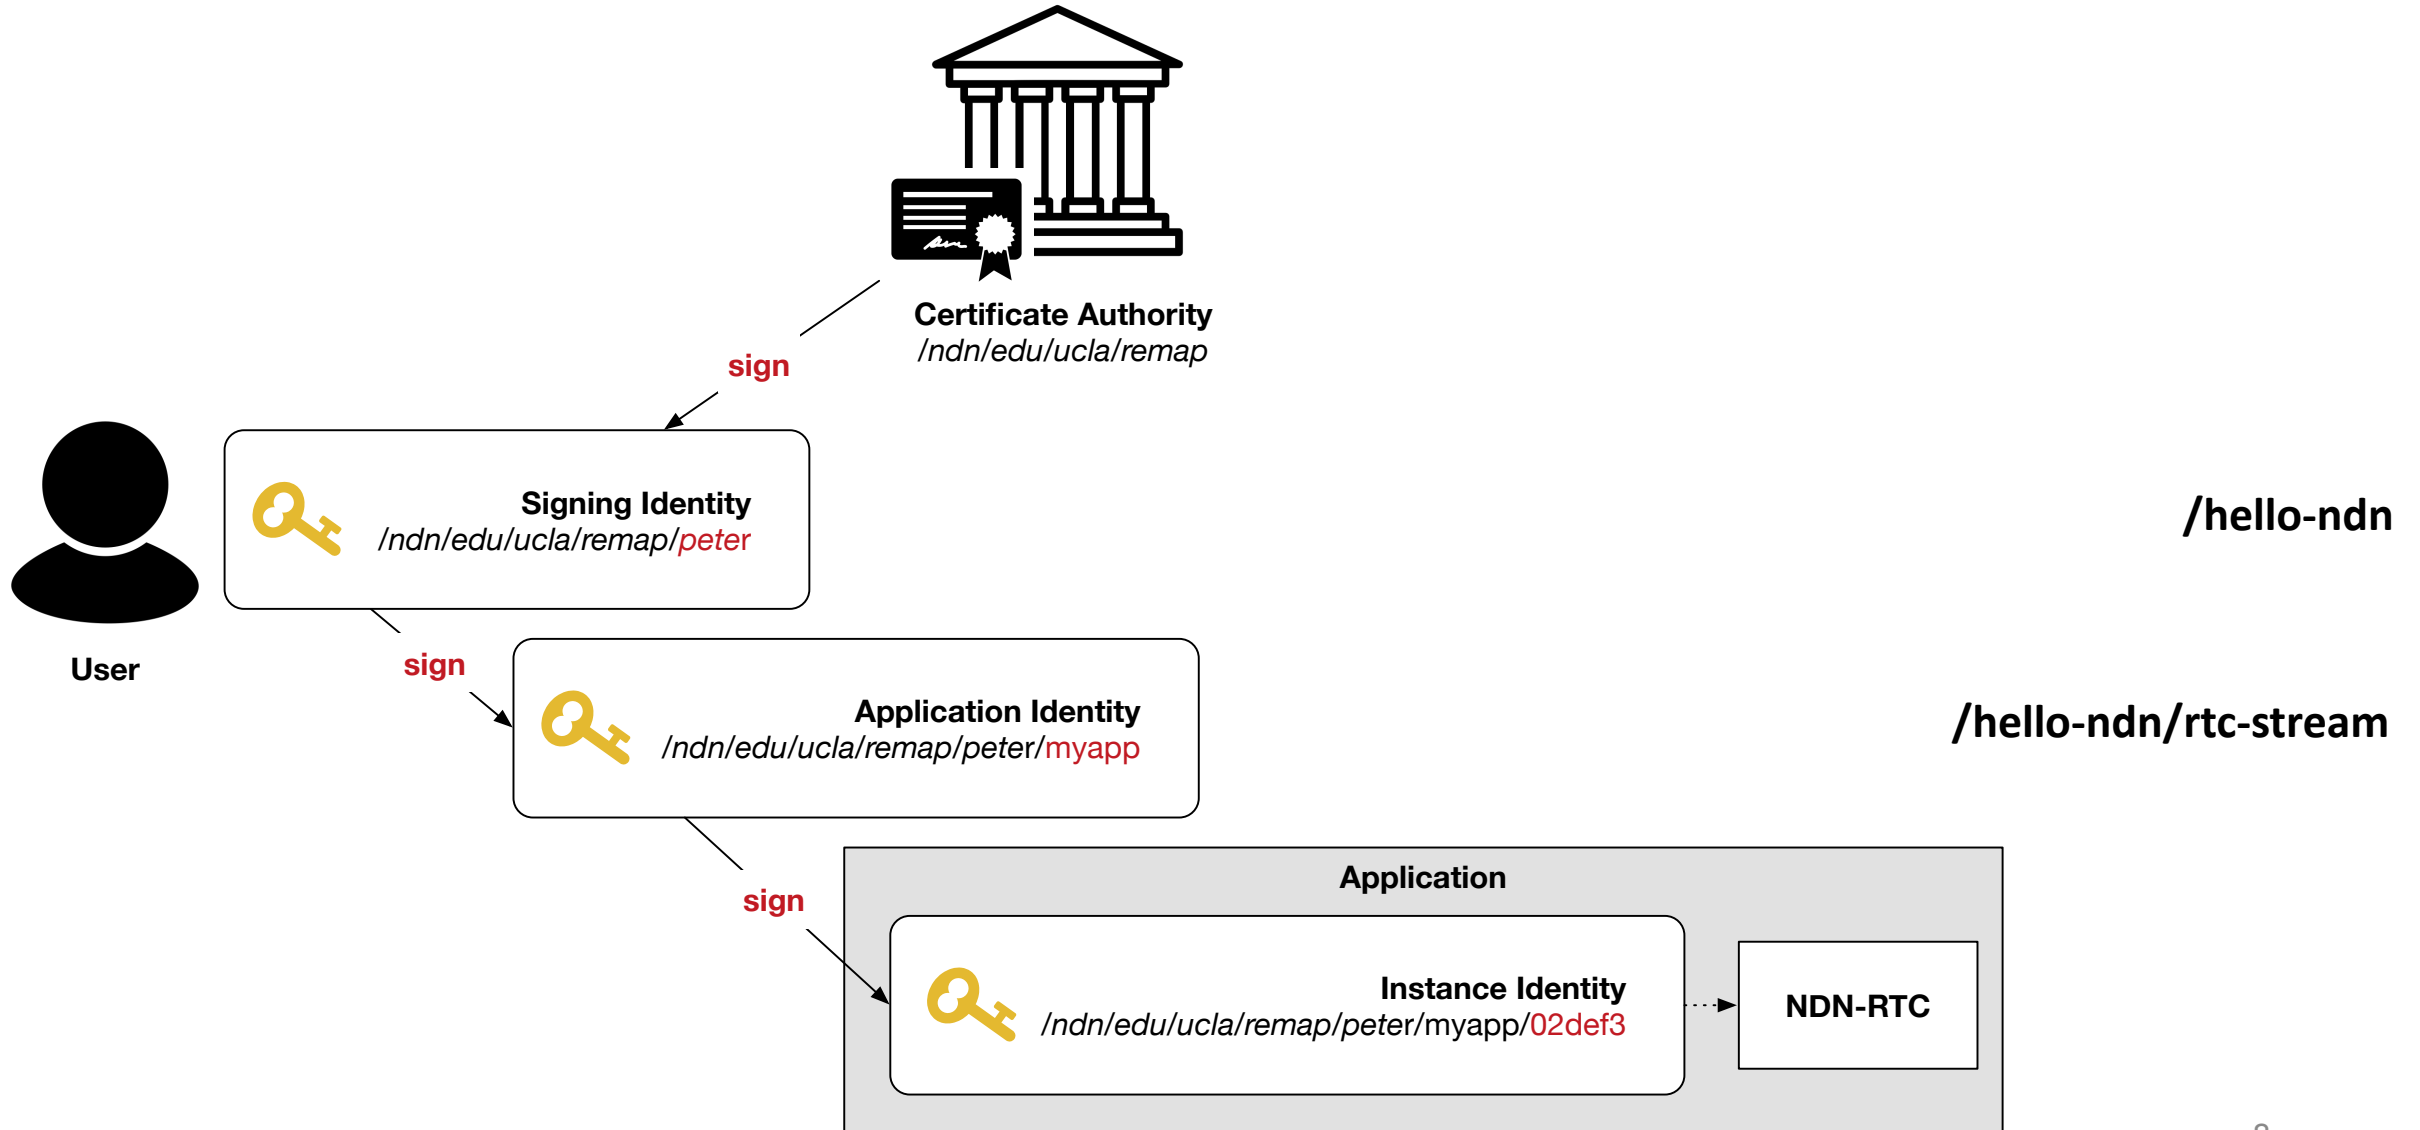 Certificate Authority
/ndn/edu/ucla/remap
sign
Signing Identity
/ndn/edu/ucla/remap/peter
/hello-ndn
User
sign
Application Identity
/ndn/edu/ucla/remap/peter/myapp
/hello-ndn/rtc-stream
Application
sign
Instance Identity
/ndn/edu/ucla/remap/peter/myapp/02def3
NDN-RTC